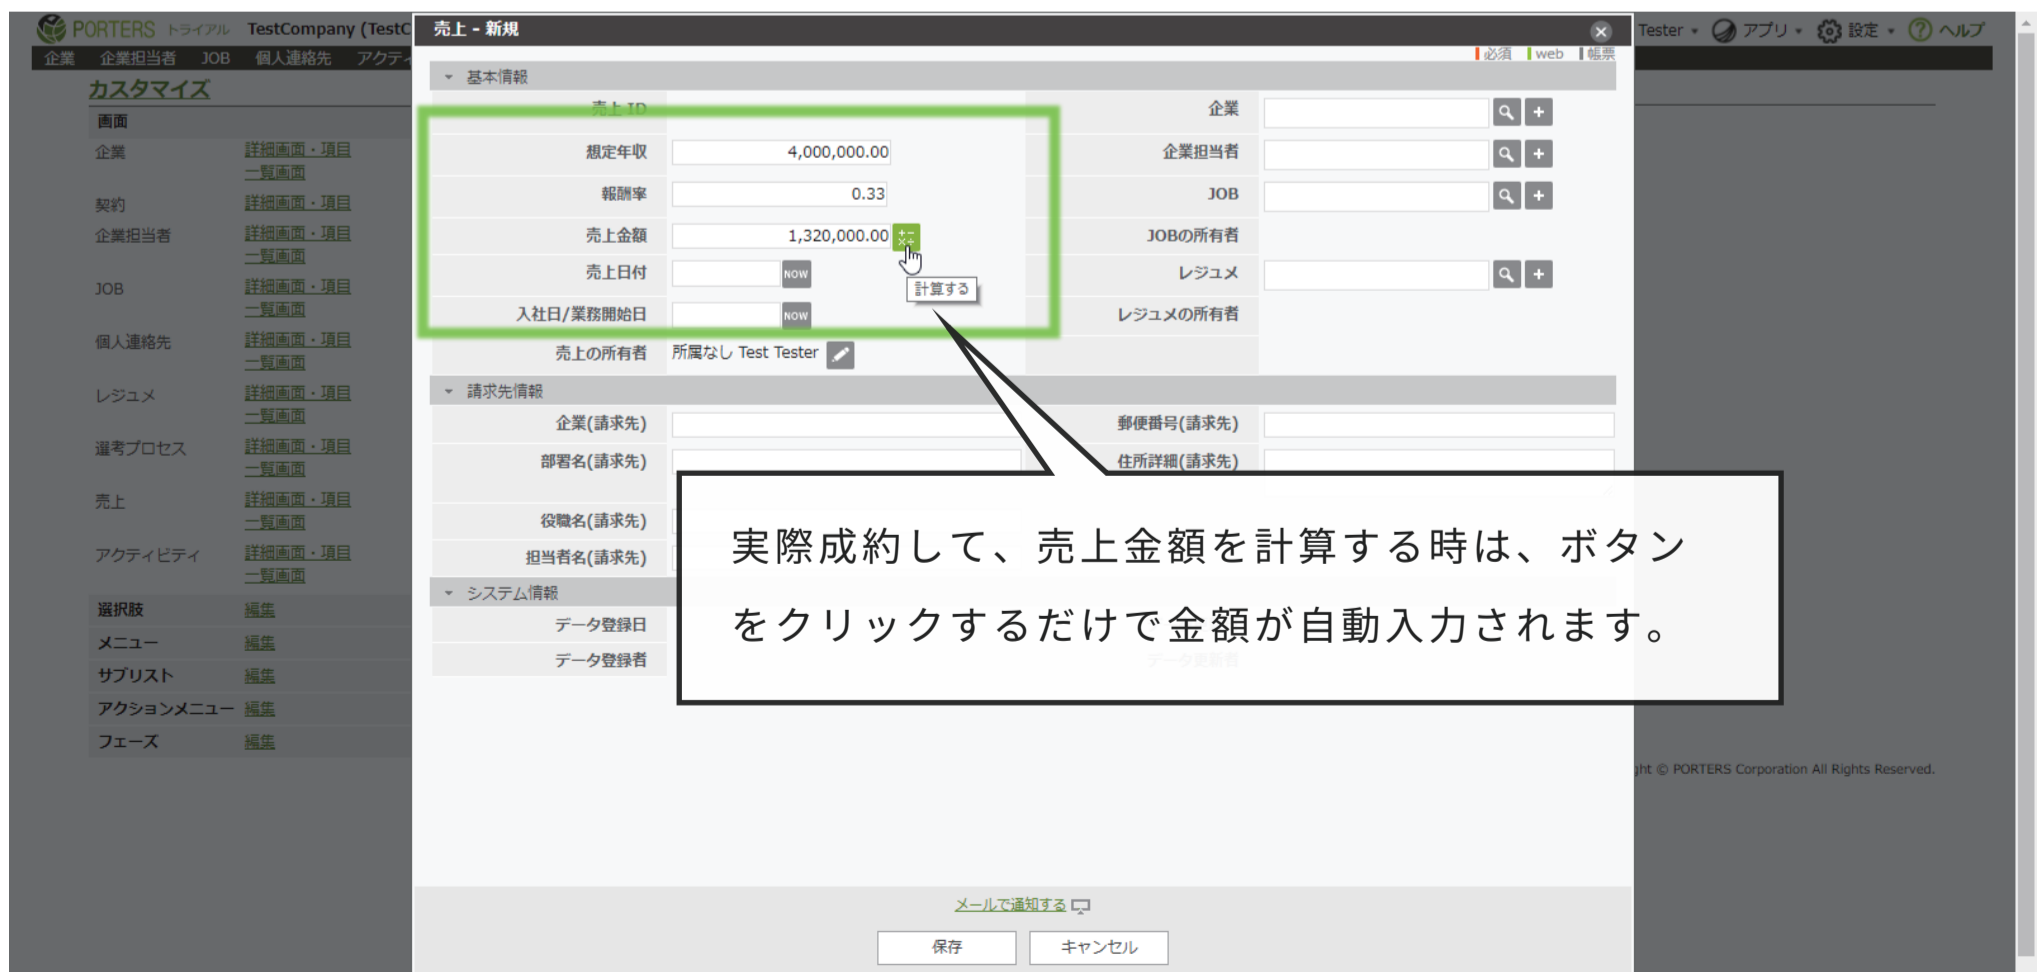 PORTERS トライアル TestCompany (TestC
売上 - 新規
Tester アプリ 設定 ヘルプ
企業 企業担当者 JOB 個人連絡先 アクティ
必須 web 帳票
カスタマイズ
画面
企業 詳細画面・項目
一覧画面
契約 詳細画面・項目
企業担当者 詳細画面・項目
一覧画面
JOB 詳細画面・項目
一覧画面
個人連絡先 詳細画面・項目
一覧画面
レジュメ 詳細画面・項目
一覧画面
選考プロセス 詳細画面・項目
一覧画面
売上 詳細画面・項目
一覧画面
アクティビティ 詳細画面・項目
一覧画面
選択肢 編集
メニュー 編集
サブリスト 編集
アクションメニュー 編集
フェーズ 編集
基本情報
売上 ID
企業
想定年収 4,000,000.00
企業担当者
報酬率 0.33
JOB
売上金額 1,320,000.00
計算する
JOBの所有者
売上日付 NOW
レジュメ
入社日/業務開始日 NOW
レジュメの所有者
売上の所有者 所属なし Test Tester
請求先情報
企業(請求先)
郵便番号(請求先)
部署名(請求先)
住所詳細(請求先)
役職名(請求先)
担当者名(請求先)
システム情報
データ登録日
データ登録者
データ更新者
実際成約して、売上金額を計算する時は、ボタン
をクリックするだけで金額が自動入力されます。
ght © PORTERS Corporation All Rights Reserved.
メールで通知する
保存 キャンセル